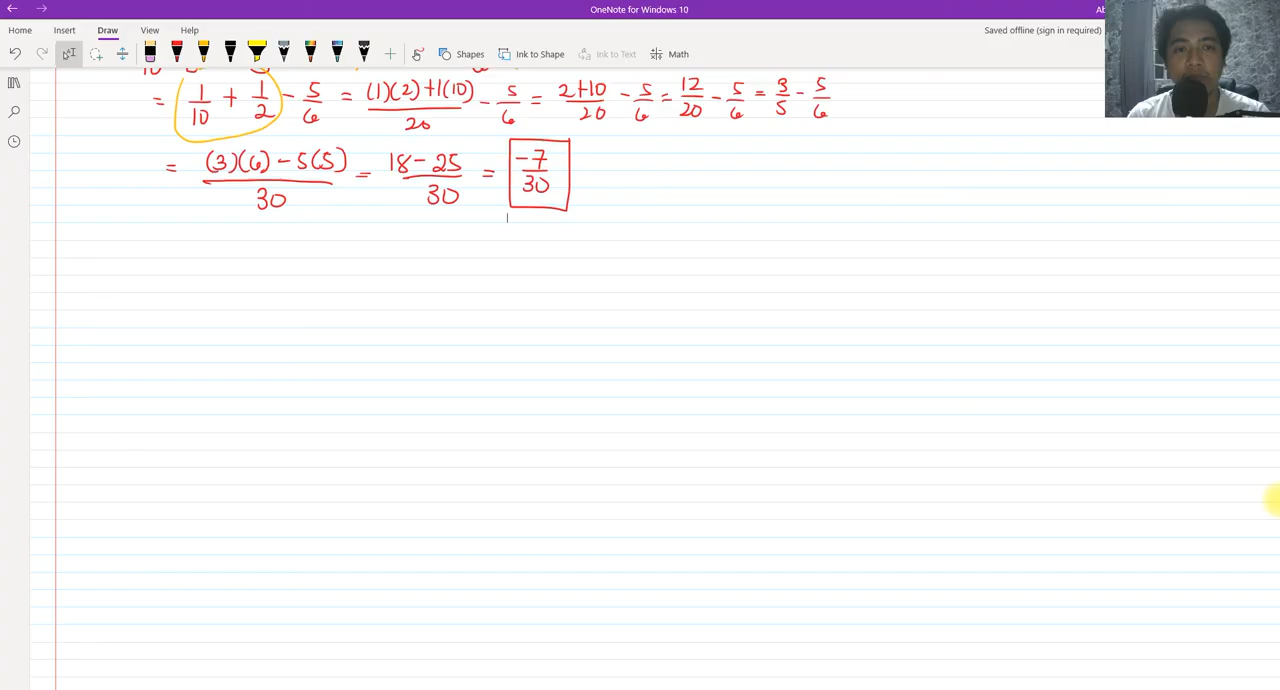 OneNote for Windows 10
Ab
Home Insert Draw View Help
Saved offline (sign in required)
Shapes Ink to Shape Ink to Text Math
10
= 1/10 + 1/2 - 5/6 = (1)(2)+1(10)/20 - 5/6 = 2+10/20 - 5/6 = 12/20 - 5/6 = 3/5 - 5/6
= (3)(6) - 5(5)/30 = 18-25/30 = -7/30